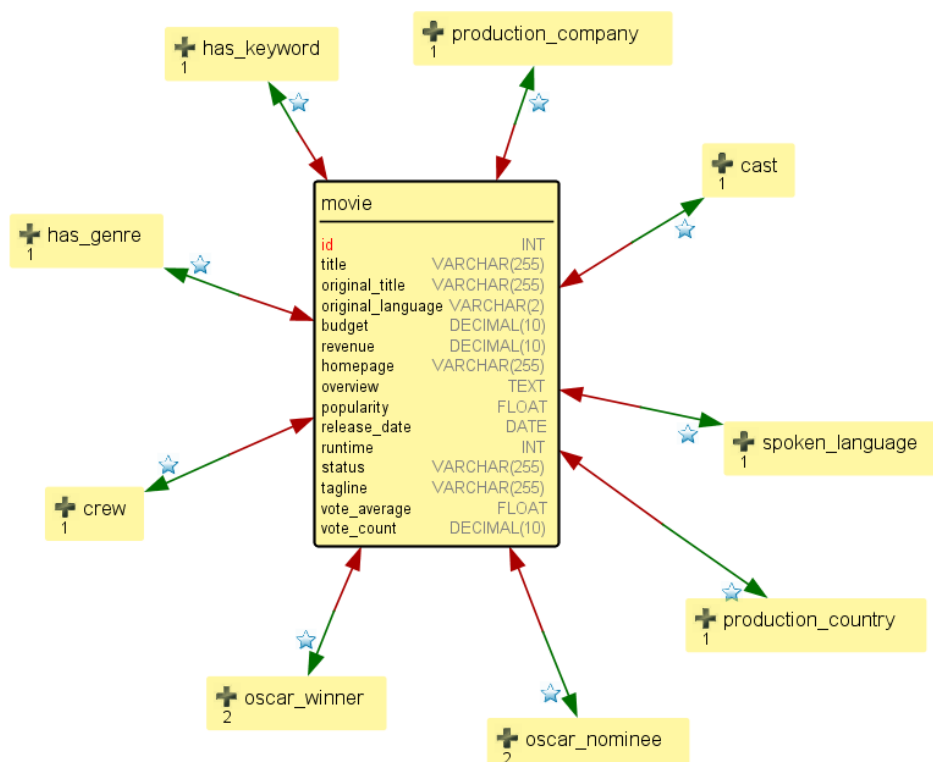 has_keyword
1
production_company
1
cast
1
has_genre
1
movie
id INT
title VARCHAR(255)
original_title VARCHAR(255)
original_language VARCHAR(2)
budget DECIMAL(10)
revenue DECIMAL(10)
homepage VARCHAR(255)
overview TEXT
popularity FLOAT
release_date DATE
runtime INT
status VARCHAR(255)
tagline VARCHAR(255)
vote_average FLOAT
vote_count DECIMAL(10)
spoken_language
1
crew
1
production_country
1
oscar_winner
2
oscar_nominee
2